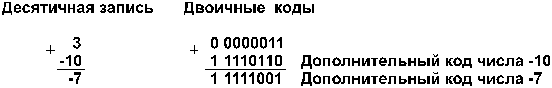 Десятичная запись Двоичные коды
+ 3 + 0 0000011
-10 1 1110110 Дополнительный код числа -10
-7 1 1111001 Дополнительный код числа -7